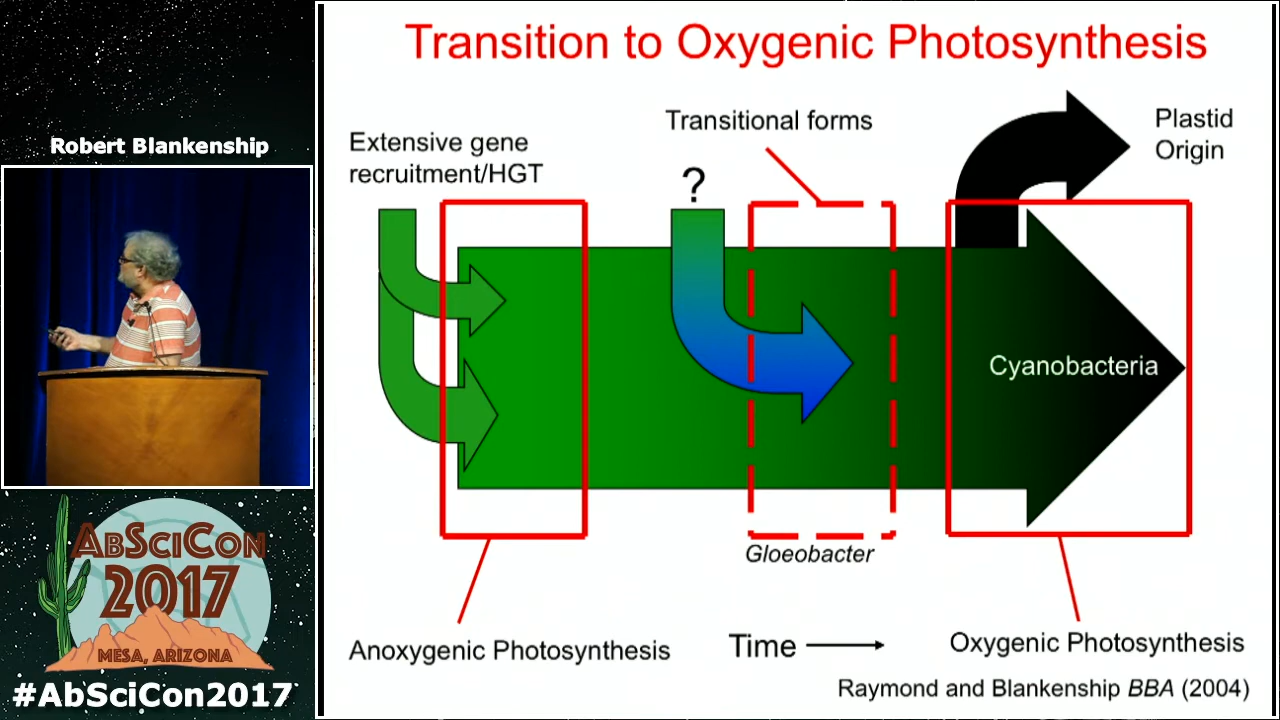 Robert Blankenship
AbSciCon
2017
MESA, ARIZONA
#AbSciCon2017
Transition to Oxygenic Photosynthesis
Extensive gene
recruitment/HGT
Transitional forms
?
Plastid
Origin
Cyanobacteria
Gloeobacter
Anoxygenic Photosynthesis
Time
Oxygenic Photosynthesis
Raymond and Blankenship BBA (2004)